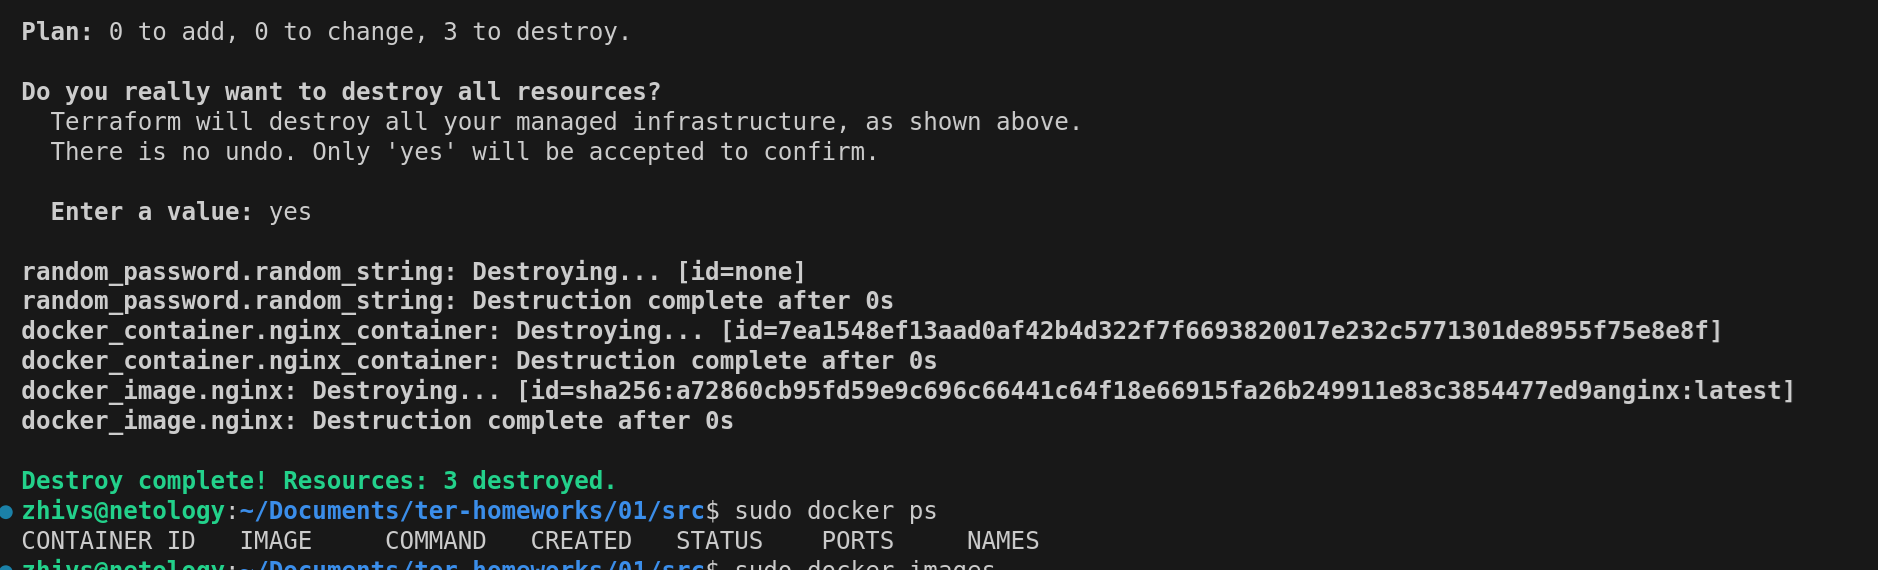 Plan: 0 to add, 0 to change, 3 to destroy.
Do you really want to destroy all resources?
Terraform will destroy all your managed infrastructure, as shown above.
There is no undo. Only 'yes' will be accepted to confirm.
Enter a value: yes
random_password.random_string: Destroying... [id=none]
random_password.random_string: Destruction complete after 0s
docker_container.nginx_container: Destroying... [id=7ea1548ef13aad0af42b4d322f7f6693820017e232c5771301de8955f75e8e8f]
docker_container.nginx_container: Destruction complete after 0s
docker_image.nginx: Destroying... [id=sha256:a72860cb95fd59e9c696c66441c64f18e66915fa26b249911e83c3854477ed9anginx:latest]
docker_image.nginx: Destruction complete after 0s
Destroy complete! Resources: 3 destroyed.
zhivs@netology:~/Documents/ter-homeworks/01/src$ sudo docker ps
CONTAINER ID   IMAGE     COMMAND   CREATED   STATUS    PORTS     NAMES
zhivs@netology:~/Documents/ter-homeworks/01/src$ sudo docker images